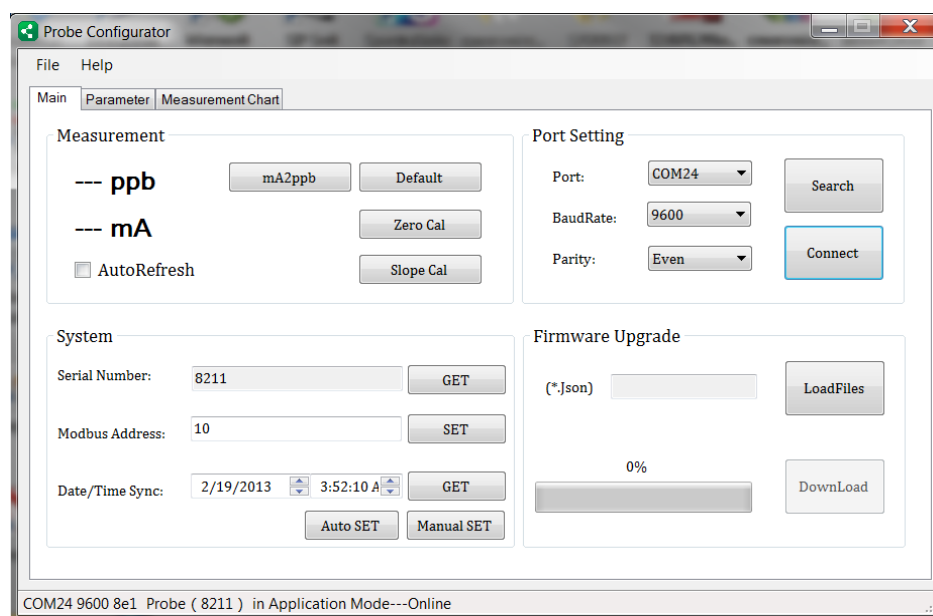 Probe Configurator
File Help
Main Parameter Measurement Chart
Measurement
--- ppb
mA2ppb
Default
--- mA
Zero Cal
AutoRefresh
Slope Cal
Port Setting
Port: COM24
Search
BaudRate: 9600
Connect
Parity: Even
System
Serial Number: 8211 GET
Modbus Address: 10 SET
Date/Time Sync: 2/19/2013 3:52:10 A GET
Auto SET Manual SET
Firmware Upgrade
(*.Json)
LoadFiles
0%
DownLoad
COM24 9600 8e1 Probe ( 8211 ) in Application Mode---Online